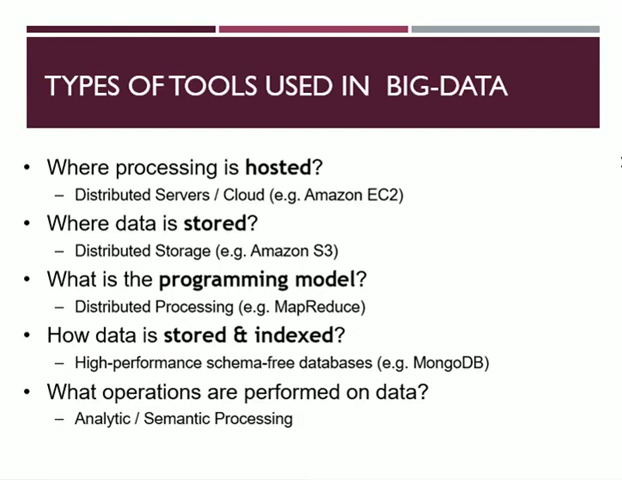 TYPES OF TOOLS USED IN BIG-DATA
• Where processing is hosted?
– Distributed Servers / Cloud (e.g. Amazon EC2)
• Where data is stored?
– Distributed Storage (e.g. Amazon S3)
• What is the programming model?
– Distributed Processing (e.g. MapReduce)
• How data is stored & indexed?
– High-performance schema-free databases (e.g. MongoDB)
• What operations are performed on data?
– Analytic / Semantic Processing